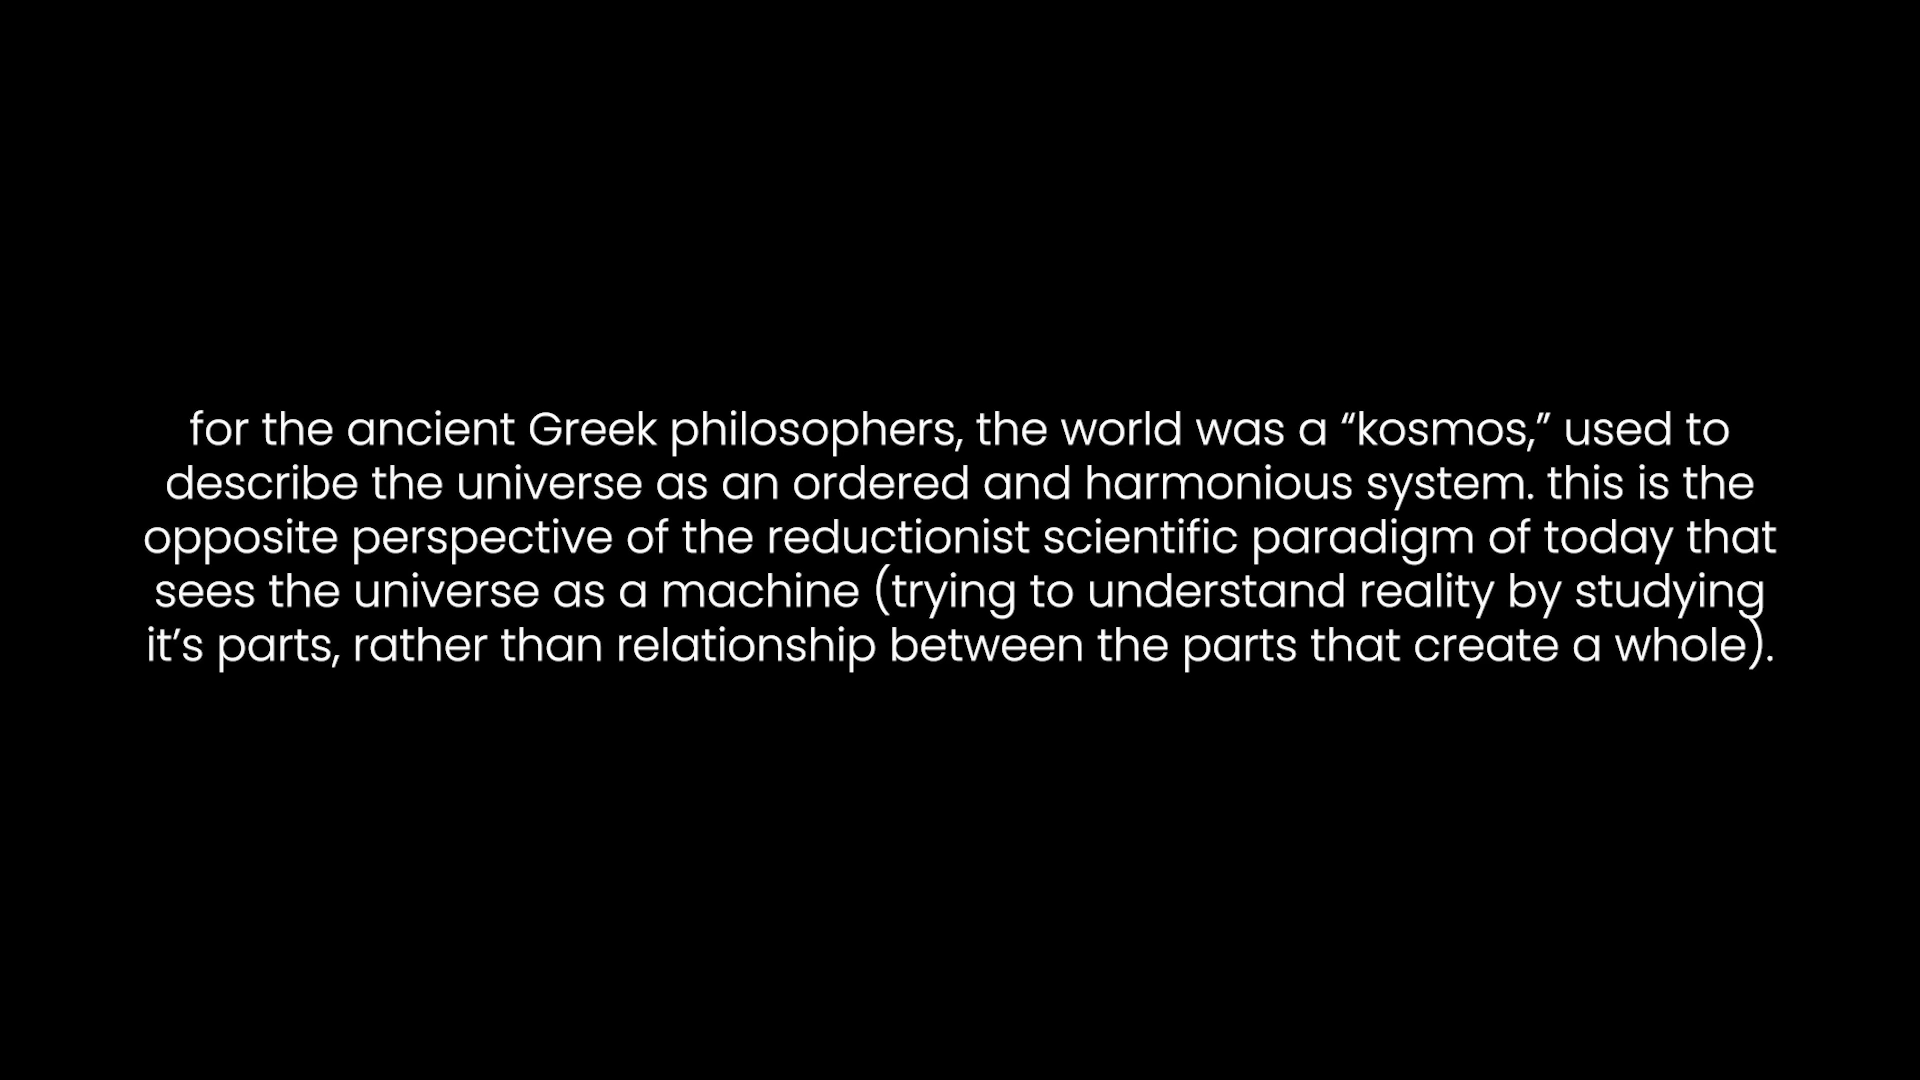 for the ancient Greek philosophers, the world was a “kosmos,” used to
describe the universe as an ordered and harmonious system. this is the
opposite perspective of the reductionist scientific paradigm of today that
sees the universe as a machine (trying to understand reality by studying
it’s parts, rather than relationship between the parts that create a whole).